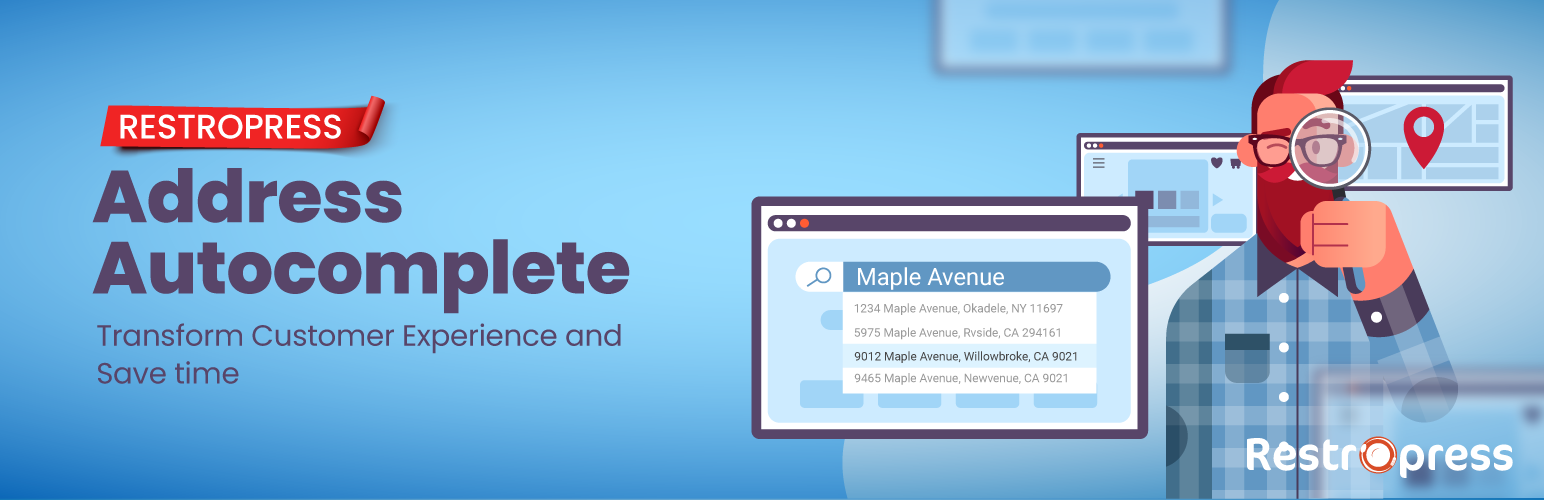 RESTROPRESS
Address
Autocomplete
Transform Customer Experience and
Save time
Maple Avenue
1234 Maple Avenue, Okadele, NY 11697
5975 Maple Avenue, Rvside, CA 294161
9012 Maple Avenue, Willowbroke, CA 9021
9465 Maple Avenue, Newvenue, CA 9021
Restropress